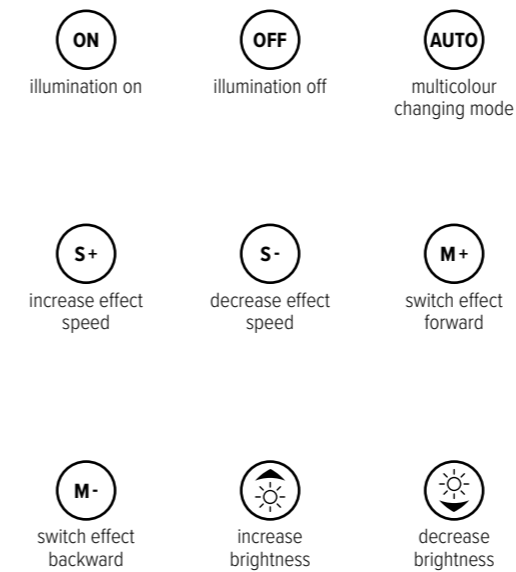 ON
OFF
AUTO
illumination on
illumination off
multicolour
changing mode
S+
S-
M+
increase effect
speed
decrease effect
speed
switch effect
forward
M-
switch effect
backward
increase
brightness
decrease
brightness